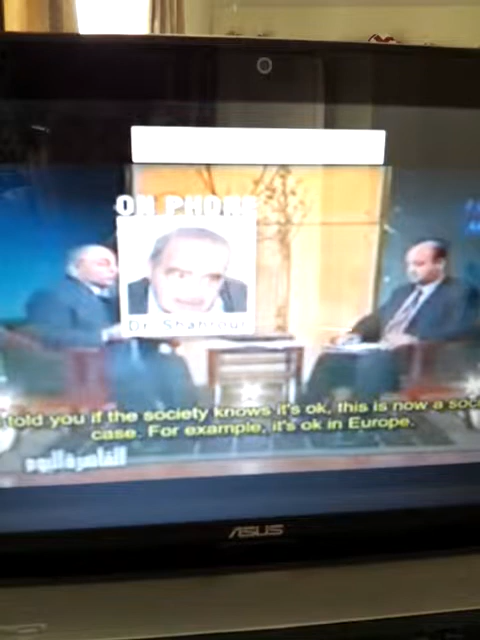 ON PHONE
Dr. Shahrour
told you if the society knows it's ok, this is now a soc
case. For example, it's ok in Europe.
القاهرة اليوم
ASUS